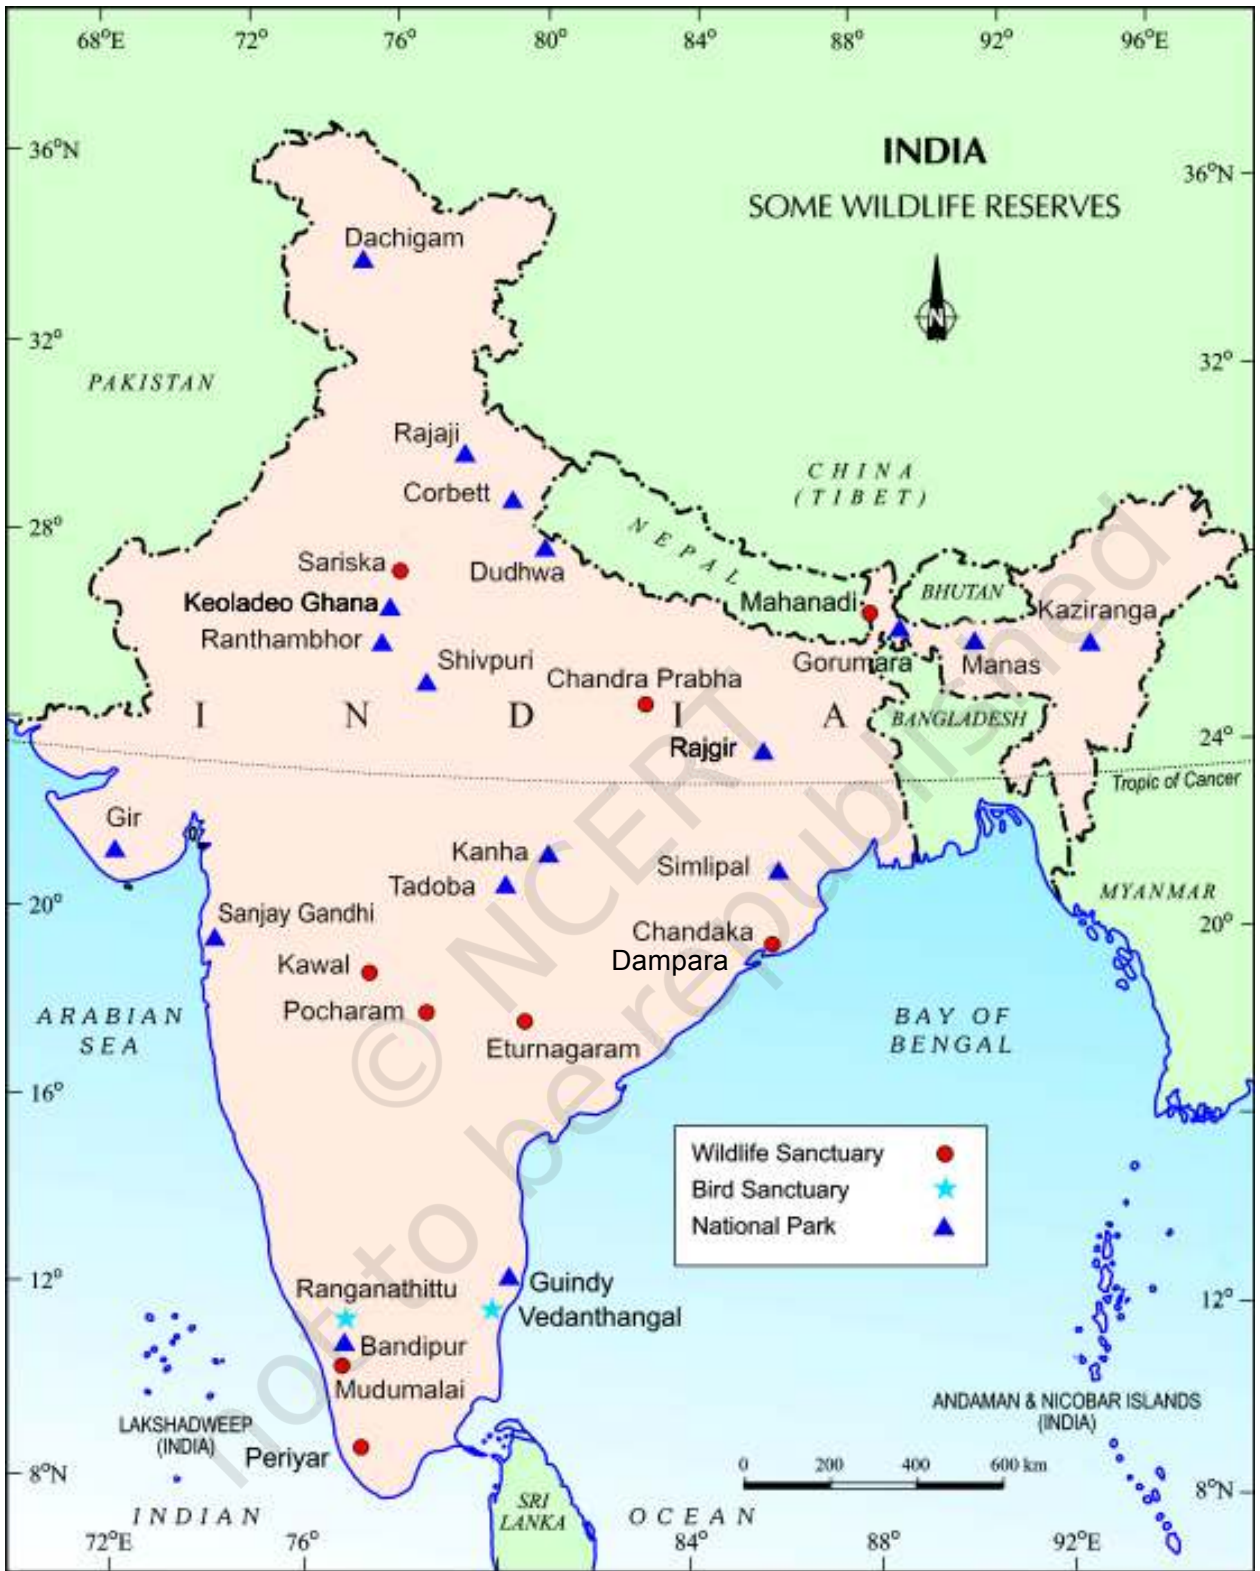 68°E 72° 76° 80° 84° 88° 92° 96°E
36°N
INDIA
36°N
SOME WILDLIFE RESERVES
Dachigam
N
32°
32°
PAKISTAN
Rajaji
CHINA
(TIBET)
Corbett
28°
28°
NEPAL
Sariska
Dudhwa
BHUTAN
Keoladeo Ghana
Mahanadi
Kaziranga
Ranthambhor
Shivpuri
Gorumara
Manas
Chandra Prabha
I N D I A
BANGLADESH
Rajgir
24°
Tropic of Cancer
Gir
Kanha
Simlipal
Tadoba
MYANMAR
20°
Sanjay Gandhi
20°
Chandaka
Dampara
Kawal
Pocharam
ARABIAN
SEA
BAY OF
BENGAL
Eturnagaram
16°
Wildlife Sanctuary
Bird Sanctuary
National Park
12°
Ranganathittu
Guindy
12°
Vedanthangal
Bandipur
Mudumalai
ANDAMAN & NICOBAR ISLANDS
(INDIA)
LAKSHADWEEP
(INDIA)
Periyar
0 200 400 600 km
8°N
8°N
SRI
LANKA
INDIAN OCEAN
72°E 76° 84° 88° 92°E
© NCERT
not to be republished